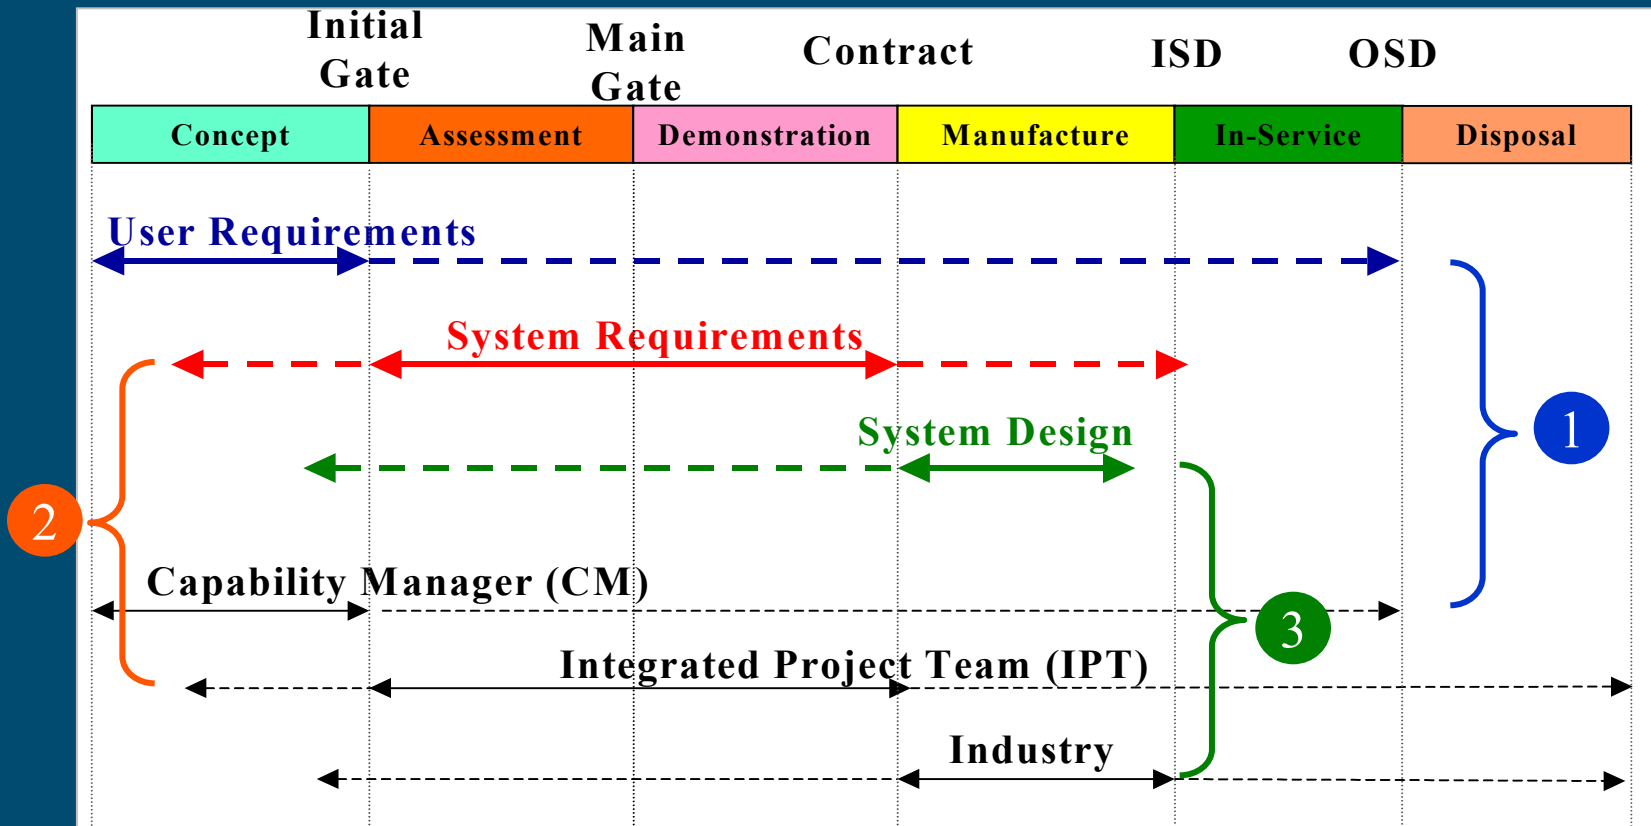 Initial
Gate
Main
Gate
Contract
ISD
OSD
Concept
Assessment
Demonstration
Manufacture
In-Service
Disposal
User Requirements
System Requirements
1
System Design
2
Capability Manager (CM)
3
Integrated Project Team (IPT)
Industry